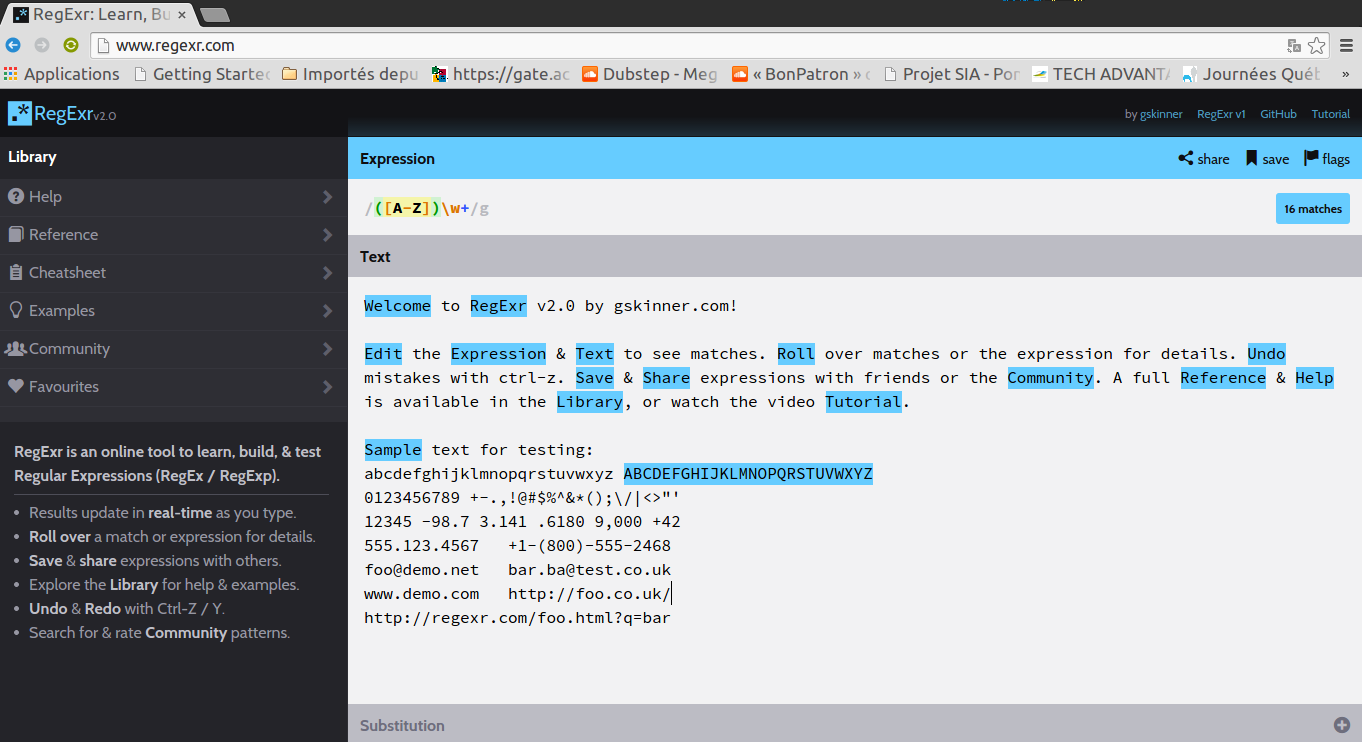 RegExr: Learn, Bu
www.regexr.com
Applications Getting Starte Importés depu https://gate.ac Dubstep - Meg « BonPatron » Projet SIA - Por TECH ADVANTA Journées Qué »
.* RegExr v2.0 by gskinner RegExr v1 GitHub Tutorial
Library
Help
Reference
Cheatsheet
Examples
Community
Favourites
RegExr is an online tool to learn, build, & test
Regular Expressions (RegEx / RegExp).
• Results update in real-time as you type.
• Roll over a match or expression for details.
• Save & share expressions with others.
• Explore the Library for help & examples.
• Undo & Redo with Ctrl-Z / Y.
• Search for & rate Community patterns.
Expression share save flags
/([A-Z])\w+/g 16 matches
Text
Welcome to RegExr v2.0 by gskinner.com!
Edit the Expression & Text to see matches. Roll over matches or the expression for details. Undo
mistakes with ctrl-z. Save & Share expressions with friends or the Community. A full Reference & Help
is available in the Library, or watch the video Tutorial.
Sample text for testing:
abcdefghijklmnopqrstuvwxyz ABCDEFGHIJKLMNOPQRSTUVWXYZ
0123456789 +-.,!@#$%^&*();\/|<>"'
12345 -98.7 3.141 .6180 9,000 +42
555.123.4567 +1-(800)-555-2468
foo@demo.net bar.ba@test.co.uk
www.demo.com http://foo.co.uk/
http://regexr.com/foo.html?q=bar
Substitution